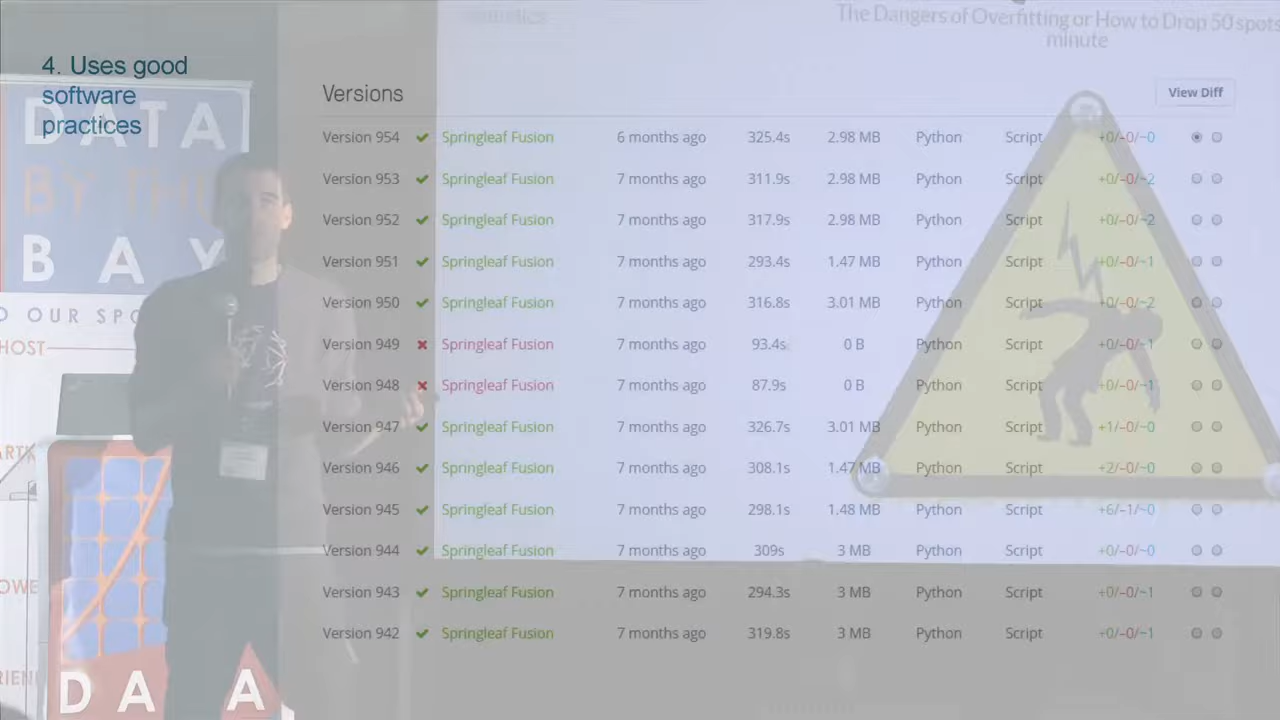 The Dangers of Overfitting or How to Drop 50 spots
minute
4. Uses good
software
practices
Versions
View Diff
Version 954 Springleaf Fusion 6 months ago 325.4s 2.98 MB Python Script +0/–0/~0
Version 953 Springleaf Fusion 7 months ago 311.9s 2.98 MB Python Script +0/–0/~2
Version 952 Springleaf Fusion 7 months ago 317.9s 2.98 MB Python Script +0/–0/~2
Version 951 Springleaf Fusion 7 months ago 293.4s 1.47 MB Python Script +0/–0/~1
Version 950 Springleaf Fusion 7 months ago 316.8s 3.01 MB Python Script +0/–0/~2
Version 949 Springleaf Fusion 7 months ago 93.4s 0 B Python Script +0/–0/~1
Version 948 Springleaf Fusion 7 months ago 87.9s 0 B Python Script +0/–0/~1
Version 947 Springleaf Fusion 7 months ago 326.7s 3.01 MB Python Script +1/–0/~0
Version 946 Springleaf Fusion 7 months ago 308.1s 1.47 MB Python Script +2/–0/~0
Version 945 Springleaf Fusion 7 months ago 298.1s 1.48 MB Python Script +6/–1/~0
Version 944 Springleaf Fusion 7 months ago 309s 3 MB Python Script +0/–0/~0
Version 943 Springleaf Fusion 7 months ago 294.3s 3 MB Python Script +0/–0/~1
Version 942 Springleaf Fusion 7 months ago 319.8s 3 MB Python Script +0/–0/~1
DATA
BY THE
BAY
O OUR SPO
HOST
DA A